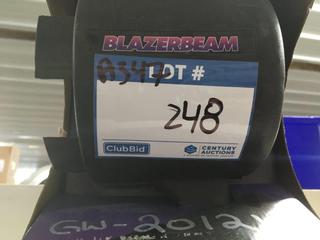 BLAZERBEAM
A347 LOT #
248
ClubBid CENTURY AUCTIONS
GW-2012